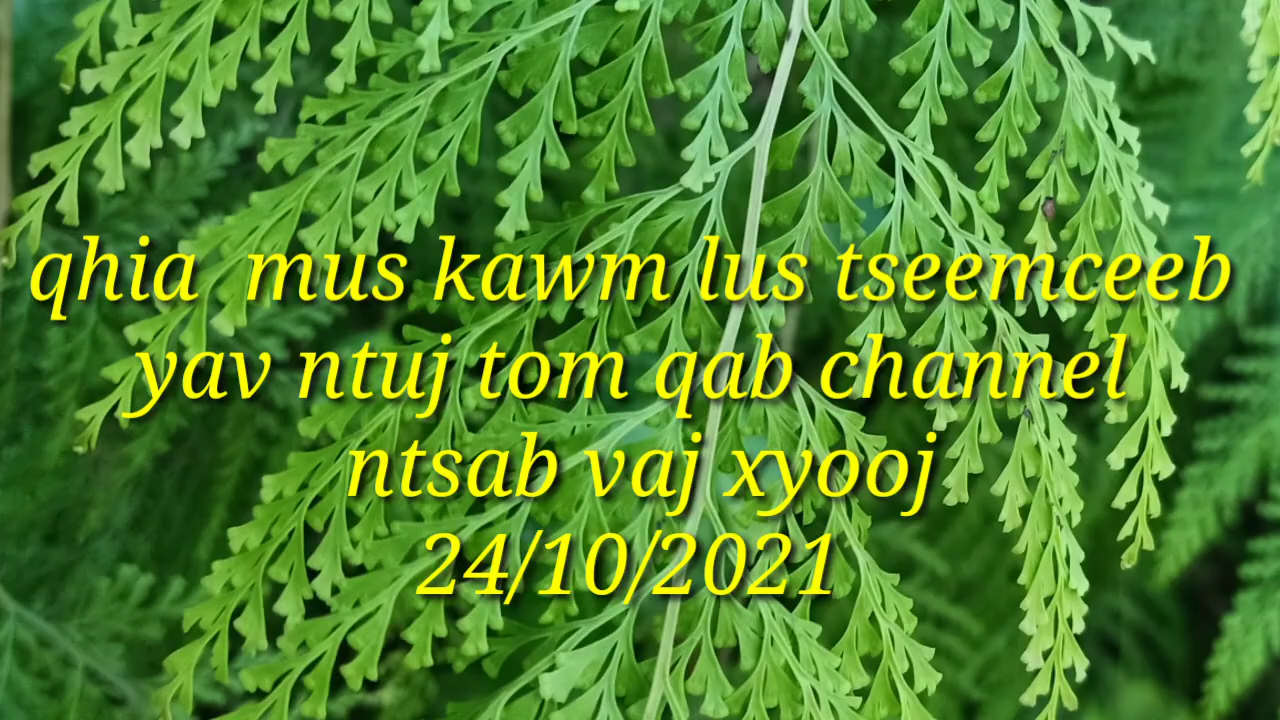 qhia mus kawm lus tseemceeb
yav ntuj tom qab channel
ntsab vaj xyooj
24/10/2021